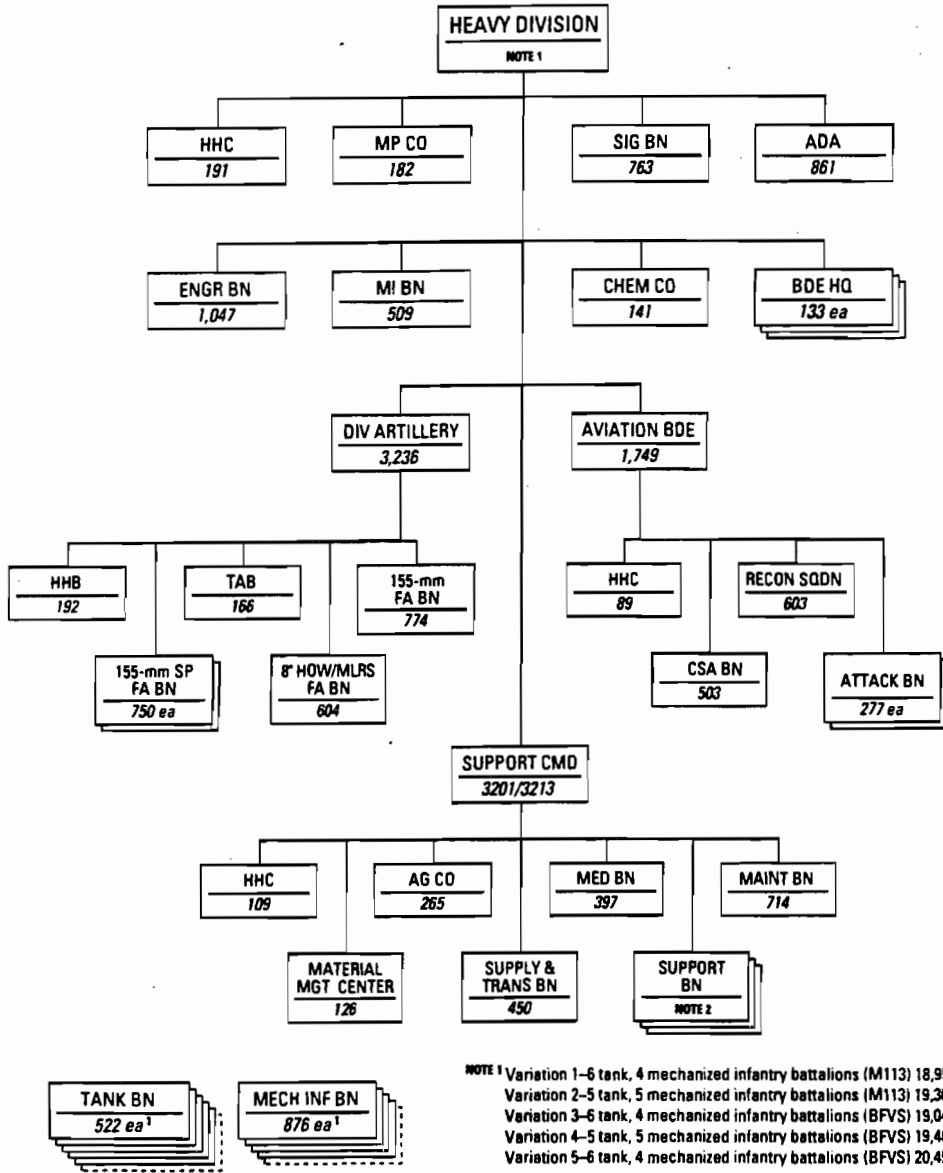 HEAVY DIVISION
NOTE 1
HHC
191
MP CO
182
SIG BN
763
ADA
861
ENGR BN
1,047
MI BN
509
CHEM CO
141
BDE HQ
133 ea
DIV ARTILLERY
3,236
AVIATION BDE
1,749
HHB
192
TAB
166
155-mm
FA BN
774
HHC
89
RECON SQDN
603
155-mm SP
FA BN
750 ea
8" HOW/MLRS
FA BN
604
CSA BN
503
ATTACK BN
277 ea
SUPPORT CMD
3201/3213
HHC
109
AG CO
265
MED BN
397
MAINT BN
714
MATERIAL
MGT CENTER
126
SUPPLY &
TRANS BN
450
SUPPORT
BN
NOTE 2
TANK BN
522 ea¹
MECH INF BN
876 ea¹
NOTE 1 Variation 1–6 tank, 4 mechanized infantry battalions (M113)
Variation 2–5 tank, 5 mechanized infantry battalions (M113)
Variation 3–6 tank, 4 mechanized infantry battalions (BFVS)
Variation 4–5 tank, 5 mechanized infantry battalions (BFVS)
Variation 5–6 tank, 4 mechanized infantry battalions (BFVS)